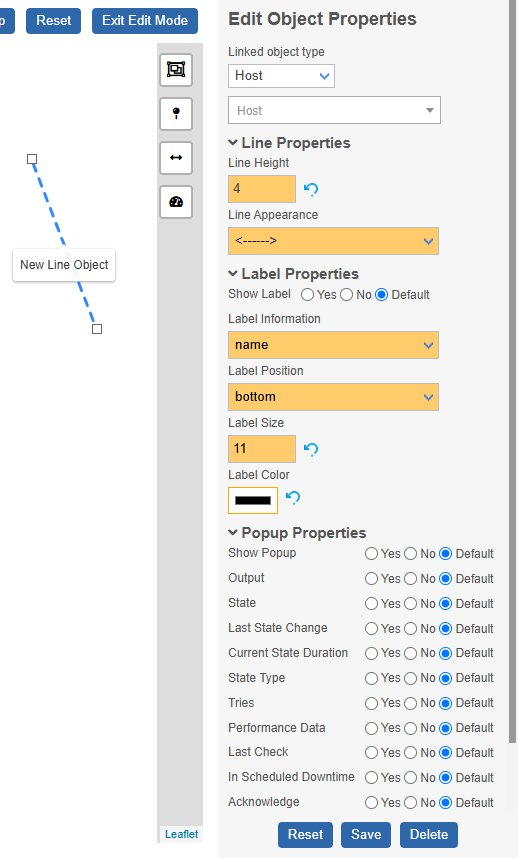 p Reset Exit Edit Mode
New Line Object
Leaflet
Edit Object Properties
Linked object type
Host
Host
Line Properties
Line Height
4
Line Appearance
<------>
Label Properties
Show Label Yes No Default
Label Information
name
Label Position
bottom
Label Size
11
Label Color
Popup Properties
Show Popup Yes No Default
Output Yes No Default
State Yes No Default
Last State Change Yes No Default
Current State Duration Yes No Default
State Type Yes No Default
Tries Yes No Default
Performance Data Yes No Default
Last Check Yes No Default
In Scheduled Downtime Yes No Default
Acknowledge Yes No Default
Reset Save Delete